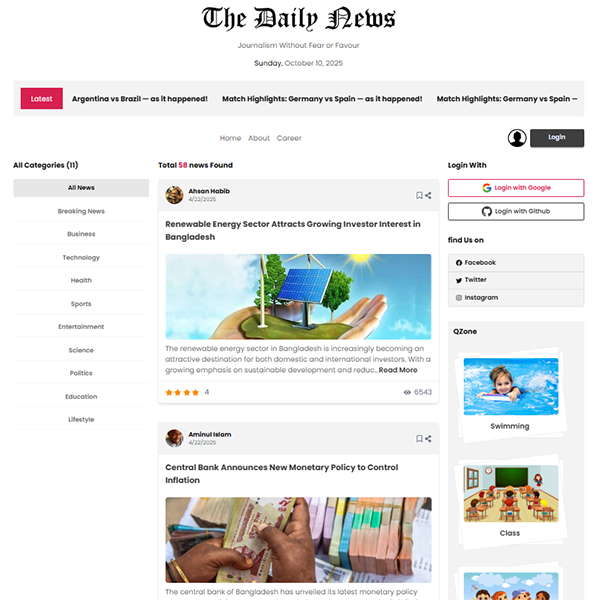 The Daily News
Journalism Without Fear or Favour
Sunday, October 10, 2025
Latest
Argentina vs Brazil — as it happened! Match Highlights: Germany vs Spain — as it happened! Match Highlights: Germany vs Spain —
Home About Career
Login
All Categories (11)
All News
Breaking News
Business
Technology
Health
Sports
Entertainment
Science
Politics
Education
Lifestyle
Total 58 news Found
Ahsan Habib
4/22/2025
Renewable Energy Sector Attracts Growing Investor Interest in
Bangladesh
The renewable energy sector in Bangladesh is increasingly becoming an
attractive destination for both domestic and international investors. With a
growing emphasis on sustainable development and reduc...Read More
4
6543
Aminul Islam
4/22/2025
Central Bank Announces New Monetary Policy to Control
Inflation
The central bank of Bangladesh has unveiled its latest monetary policy
Login With
Login with Google
Login with Github
find Us on
Facebook
Twitter
Instagram
QZone
Swimming
Class